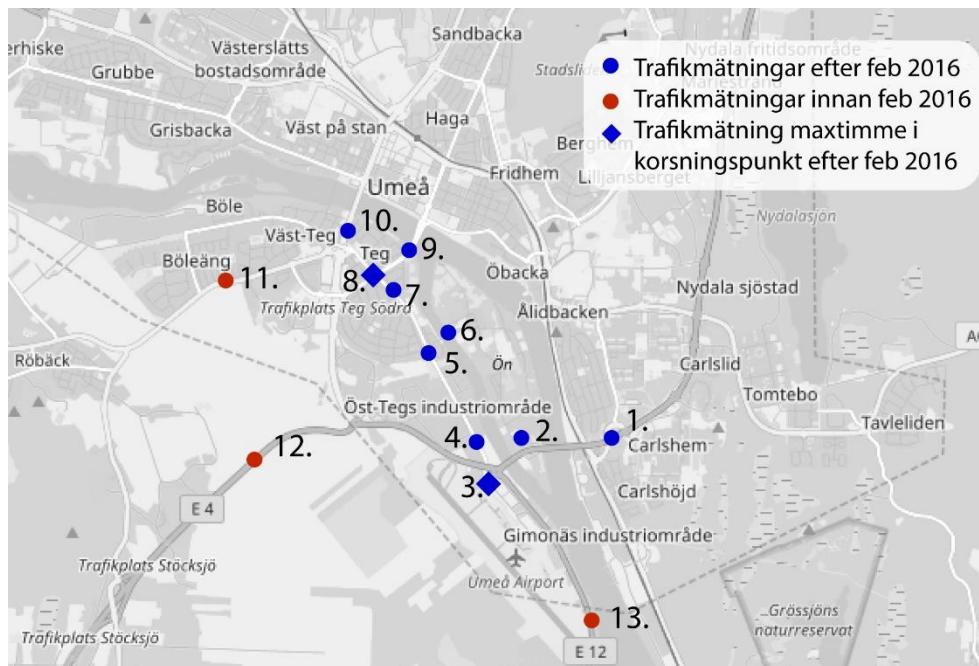 Sandbacka
Västerslätts
bostadsområde
Grubbe
Stadsliden
Nydala fritidsområde
Mariestrand
Trafikmätningar efter feb 2016
Trafikmätningar innan feb 2016
Trafikmätning maxtimme i
korsningspunkt efter feb 2016
Grisbacka
Väst på stan
Haga
Berghem
Fridhem
Lilljansberget
Umeå
Böle
Nydalasjön
Väst-Teg
10.
Teg
9.
Böleäng
11.
8.
7.
Öbacka
Nydala sjöstad
Trafikplats Teg Södra
Ålidbacken
6.
5.
Ön
Röbäck
Carlslid
Tomtebo
Öst-Tegs industriområde
Tavleliden
4.
2.
1.
Carlshem
12.
3.
Carlshöjd
E 4
Gimonäs industriområde
Trafikplats Stöcksjö
Umeå Airport
13.
Grössjöns
naturreservat
Trafikplats Stöcksjö
E 12